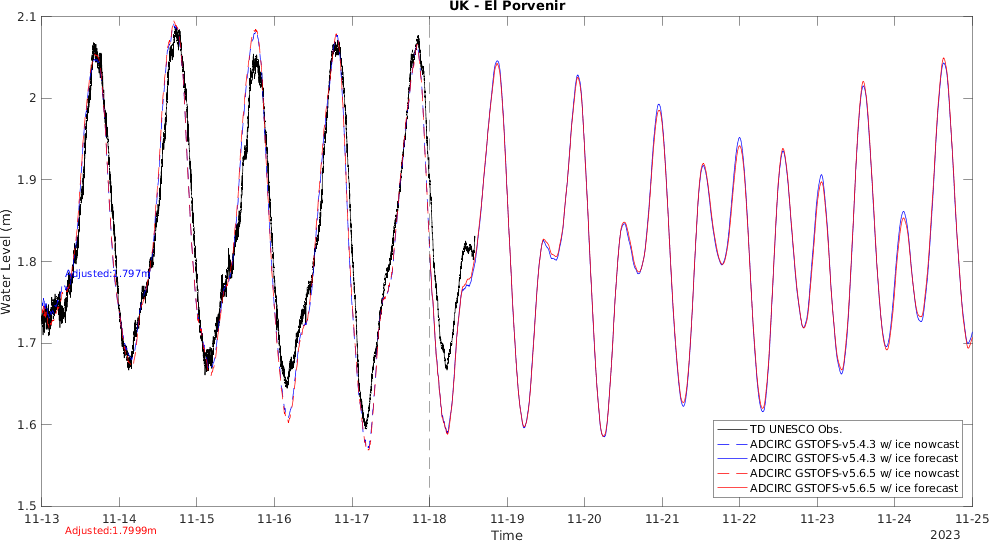 UK - El Porvenir
2.1
2
1.9
1.8
1.7
1.6
1.5
Water Level (m)
Adjusted:1.797m
Adjusted:1.7999m
11-13
11-14
11-15
11-16
11-17
11-18
11-19
11-20
11-21
11-22
11-23
11-24
11-25
Time
2023
TD UNESCO Obs.
ADCIRC GSTOFS-v5.4.3 w/ ice nowcast
ADCIRC GSTOFS-v5.4.3 w/ ice forecast
ADCIRC GSTOFS-v5.6.5 w/ ice nowcast
ADCIRC GSTOFS-v5.6.5 w/ ice forecast